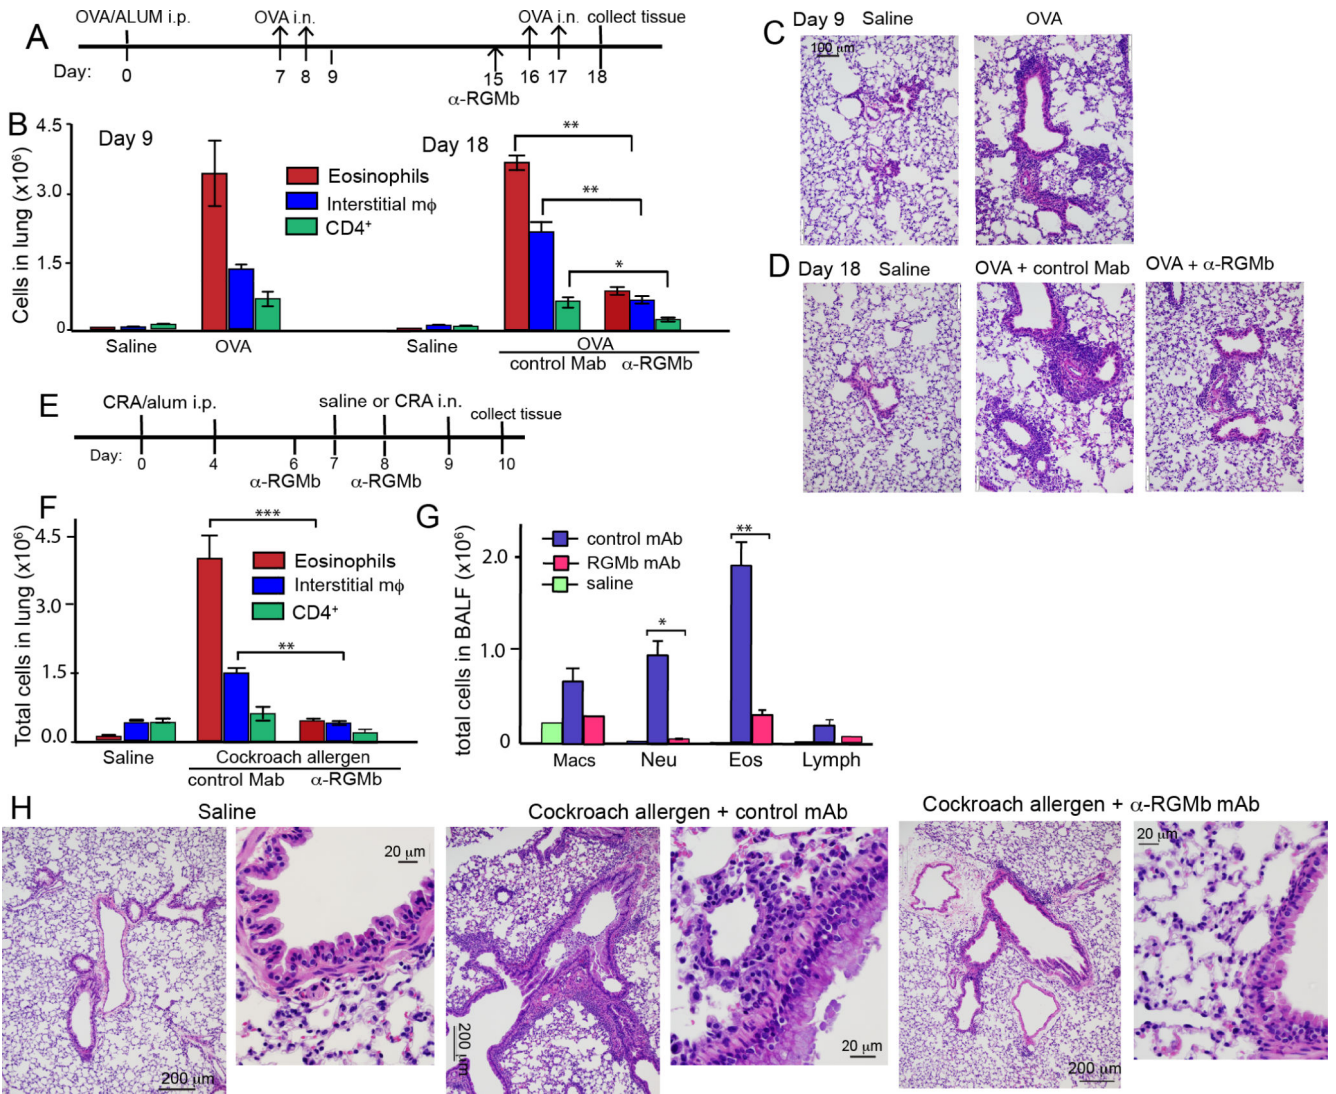 A
OVA/ALUM i.p.
OVA i.n.
OVA i.n.
collect tissue
Day:
0
7
8
9
15
16
17
18
α-RGMb
B
Day 9
Day 18
Cells in lung (x10⁶)
4.5
3.0
1.5
0
Eosinophils
Interstitial mϕ
CD4⁺
**
**
*
Saline
OVA
Saline
OVA
control Mab
α-RGMb
C
Day 9
Saline
OVA
100 μm
D
Day 18
Saline
OVA + control Mab
OVA + α-RGMb
E
CRA/alum i.p.
saline or CRA i.n.
collect tissue
Day:
0
4
6
7
8
9
10
α-RGMb
α-RGMb
F
Total cells in lung (x10⁶)
4.5
3.0
1.5
0.0
***
**
Eosinophils
Interstitial mϕ
CD4⁺
Saline
Cockroach allergen
control Mab
α-RGMb
G
total cells in BALF (x10⁶)
2.0
1.0
0
control mAb
RGMb mAb
saline
*
**
Macs
Neu
Eos
Lymph
H
Saline
Cockroach allergen + control mAb
Cockroach allergen + α-RGMb mAb
200 μm
20 μm
200 μm
20 μm
200 μm
20 μm